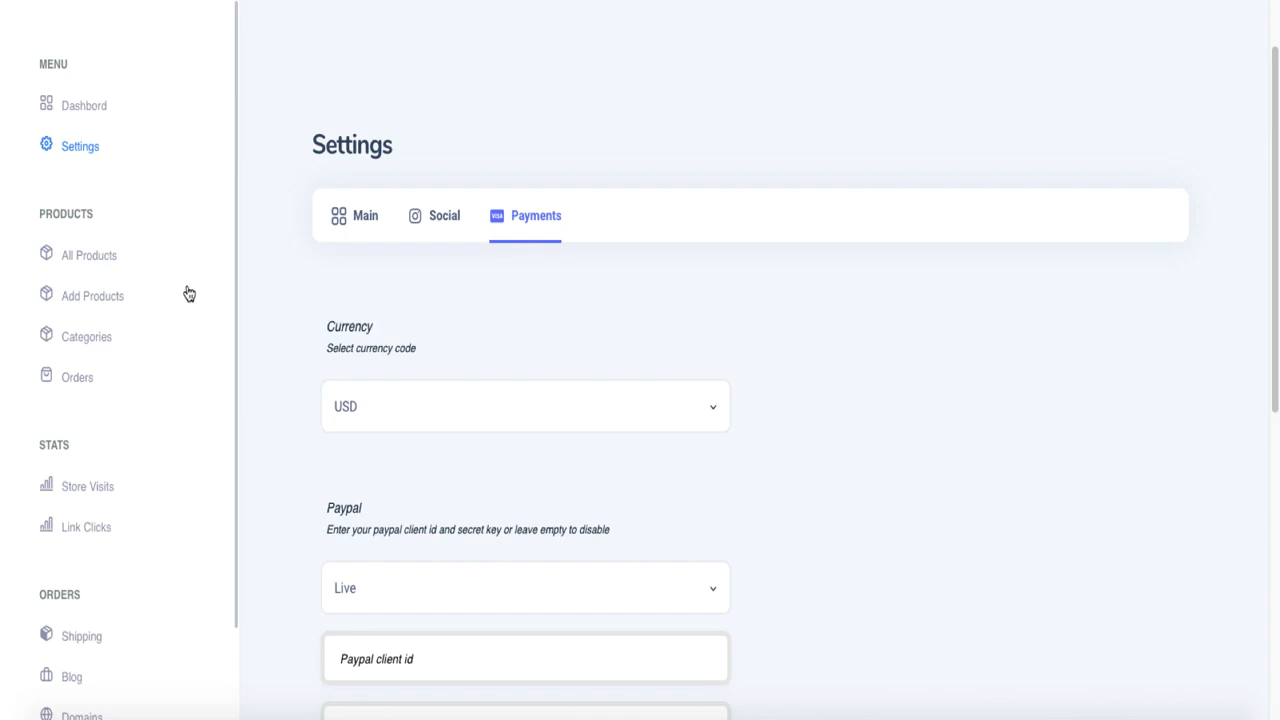 MENU
Dashbord
Settings
PRODUCTS
All Products
Add Products
Categories
Orders
STATS
Store Visits
Link Clicks
ORDERS
Shipping
Blog
Domains
Settings
Main
Social
VISA
Payments
Currency
Select currency code
USD
Paypal
Enter your paypal client id and secret key or leave empty to disable
Live
Paypal client id